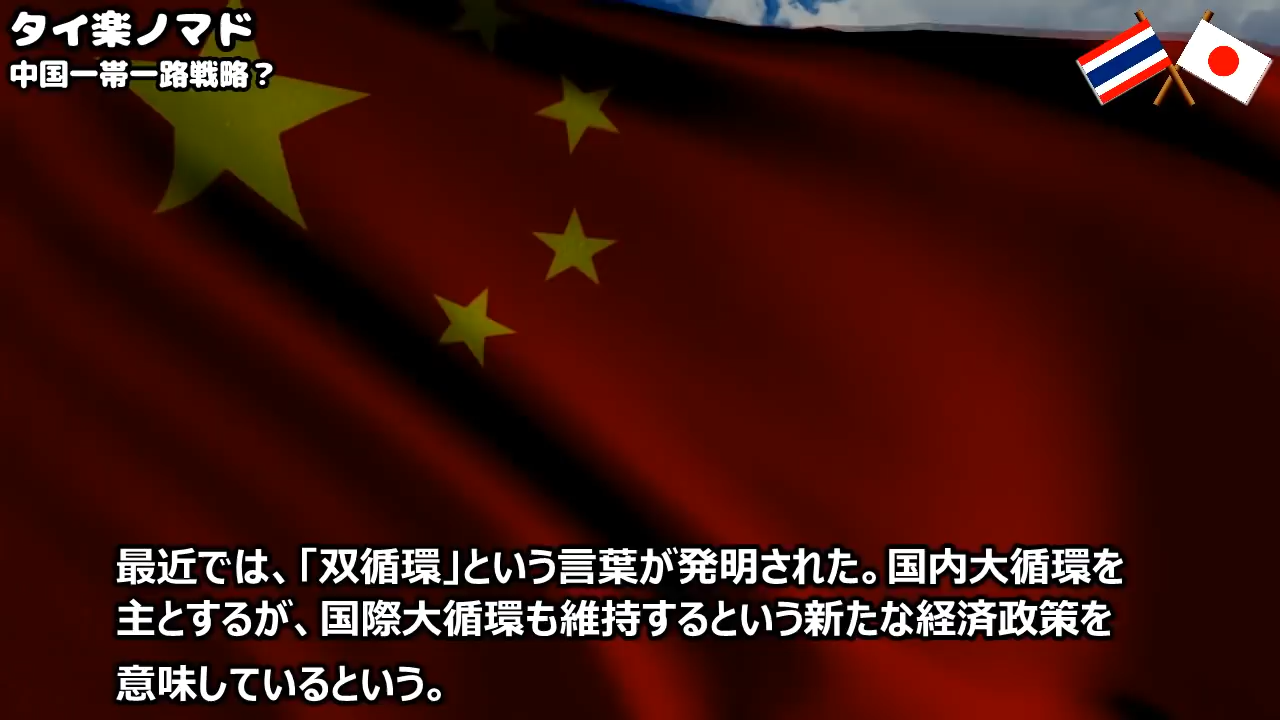 タイ楽ノマド
中国一帯一路戦略？
最近では、「双循環」という言葉が発明された。国内大循環を
主とするが、国際大循環も維持するという新たな経済政策を
意味しているという。